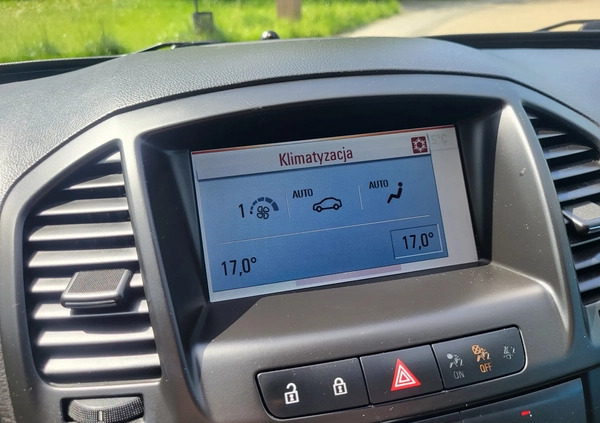 Klimatyzacja
1 AUTO AUTO
17,0° 17,0°
ON OFF